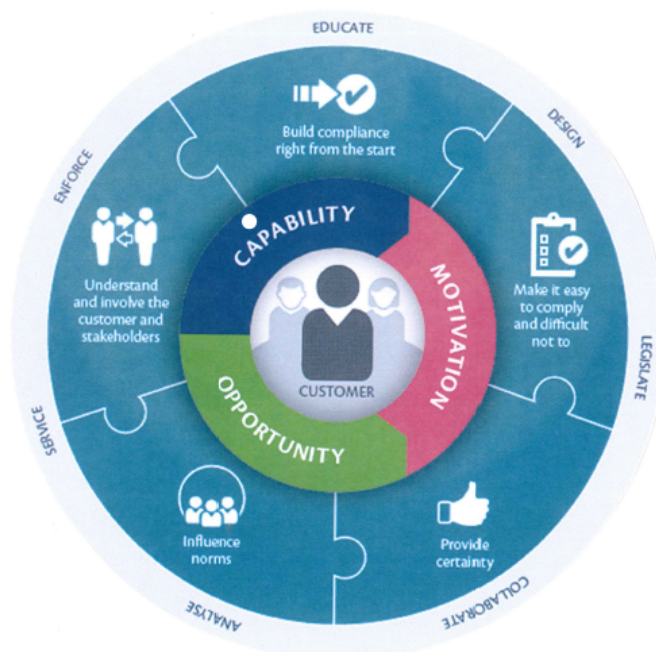 EDUCATE
DESIGN
LEGISLATE
COLLABORATE
ANALYSE
SERVICE
ENFORCE
Build compliance
right from the start
Make it easy
to comply
and difficult
not to
Provide
certainty
Influence
norms
Understand
and involve the
customer and
stakeholders
CAPABILITY
MOTIVATION
OPPORTUNITY
CUSTOMER